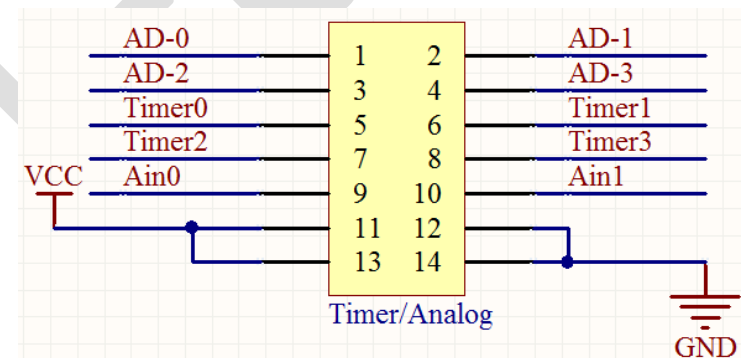 AD-0 1 2 AD-1
AD-2 3 4 AD-3
Timer0 5 6 Timer1
Timer2 7 8 Timer3
VCC Ain0 9 10 Ain1
11 12
13 14
Timer/Analog
GND